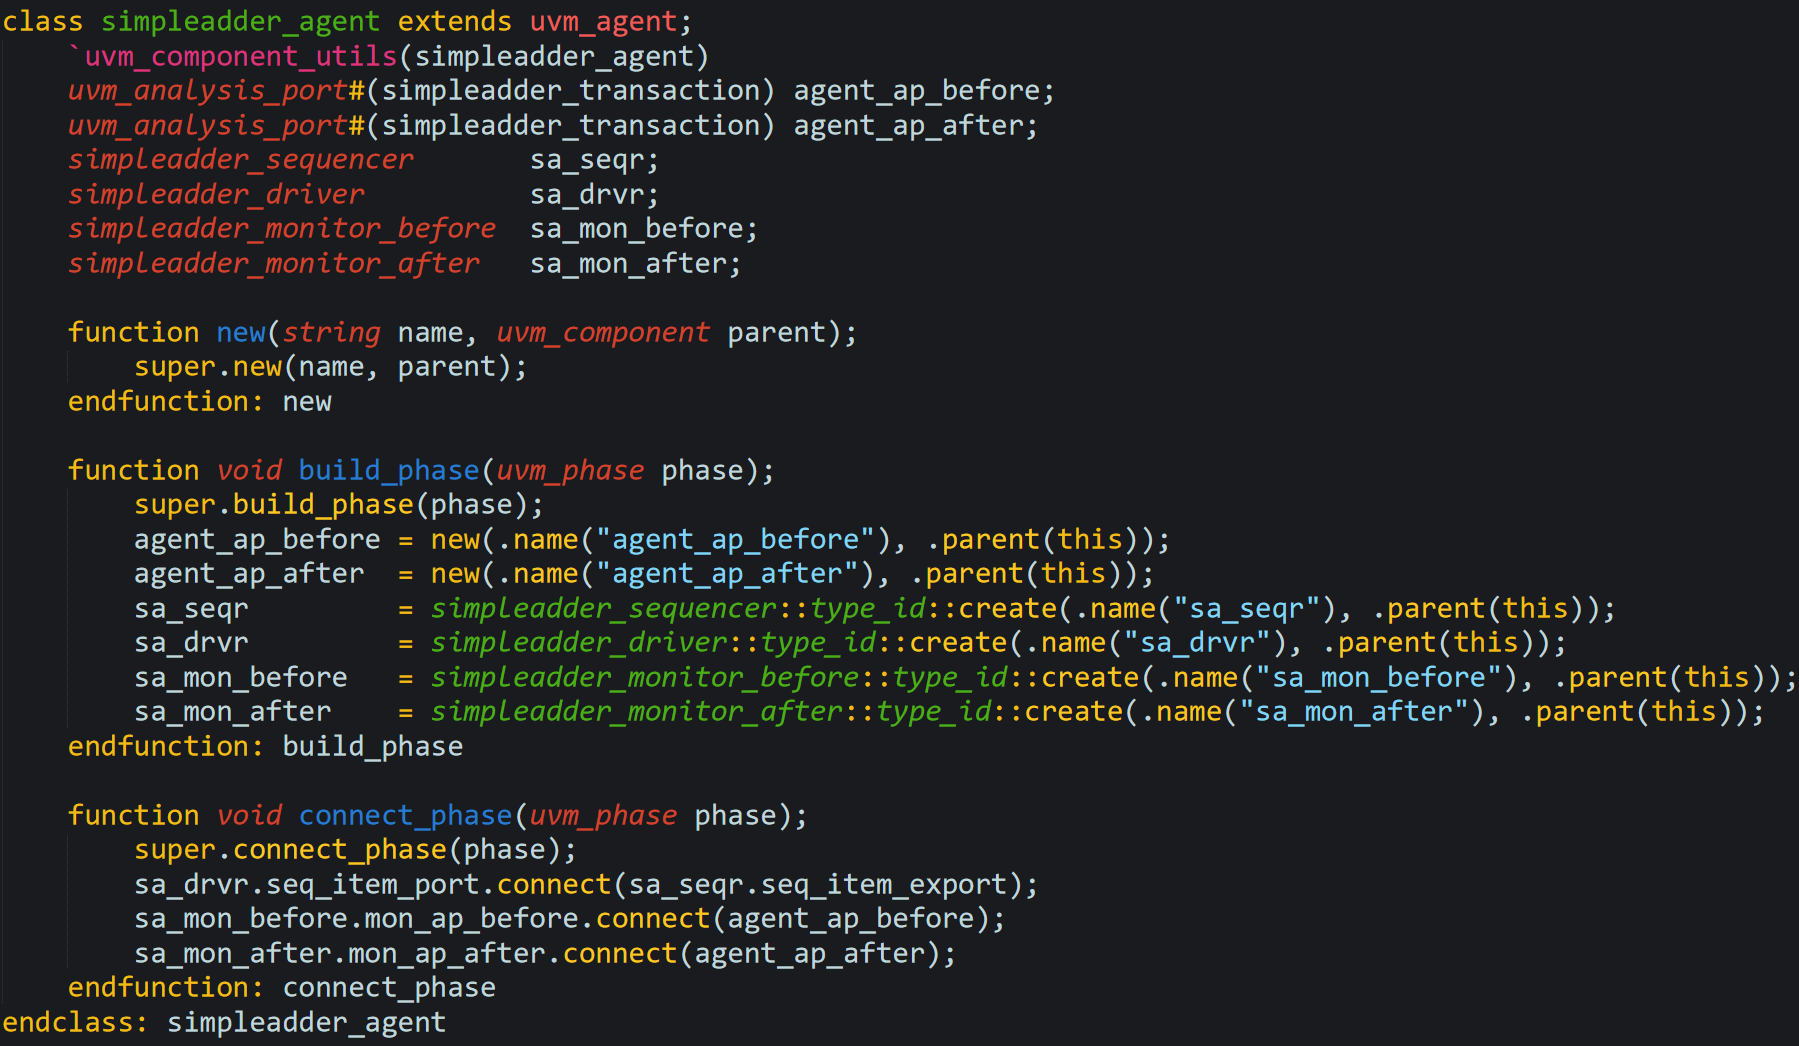 class simpleadder_agent extends uvm_agent;
    `uvm_component_utils(simpleadder_agent)
    uvm_analysis_port#(simpleadder_transaction) agent_ap_before;
    uvm_analysis_port#(simpleadder_transaction) agent_ap_after;
    simpleadder_sequencer       sa_seqr;
    simpleadder_driver          sa_drvr;
    simpleadder_monitor_before  sa_mon_before;
    simpleadder_monitor_after   sa_mon_after;

    function new(string name, uvm_component parent);
        super.new(name, parent);
    endfunction: new

    function void build_phase(uvm_phase phase);
        super.build_phase(phase);
        agent_ap_before = new(.name("agent_ap_before"), .parent(this));
        agent_ap_after  = new(.name("agent_ap_after"), .parent(this));
        sa_seqr         = simpleadder_sequencer::type_id::create(.name("sa_seqr"), .parent(this));
        sa_drvr         = simpleadder_driver::type_id::create(.name("sa_drvr"), .parent(this));
        sa_mon_before   = simpleadder_monitor_before::type_id::create(.name("sa_mon_before"), .parent(this));
        sa_mon_after    = simpleadder_monitor_after::type_id::create(.name("sa_mon_after"), .parent(this));
    endfunction: build_phase

    function void connect_phase(uvm_phase phase);
        super.connect_phase(phase);
        sa_drvr.seq_item_port.connect(sa_seqr.seq_item_export);
        sa_mon_before.mon_ap_before.connect(agent_ap_before);
        sa_mon_after.mon_ap_after.connect(agent_ap_after);
    endfunction: connect_phase
endclass: simpleadder_agent